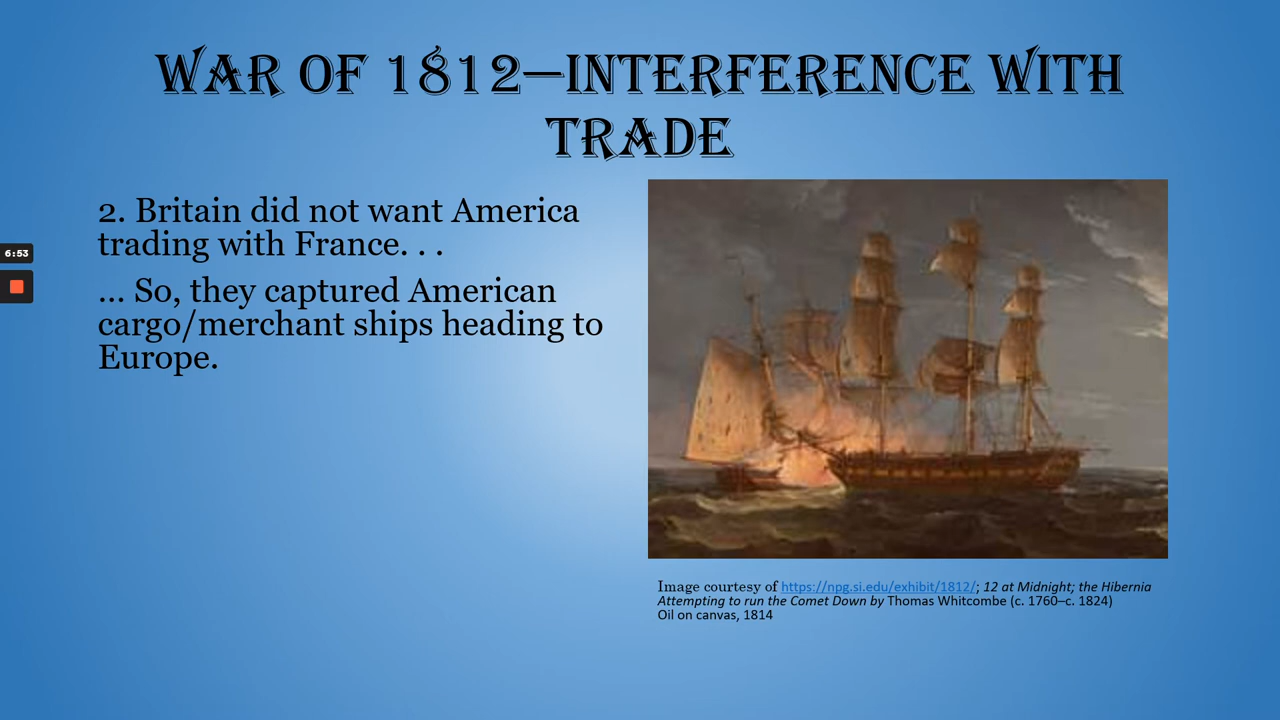 WAR OF 1812—INTERFERENCE WITH
TRADE
2. Britain did not want America
trading with France. . .
... So, they captured American
cargo/merchant ships heading to
Europe.
6:53
Image courtesy of https://npg.si.edu/exhibit/1812/; 12 at Midnight; the Hibernia
Attempting to run the Comet Down by Thomas Whitcombe (c. 1760–c. 1824)
Oil on canvas, 1814